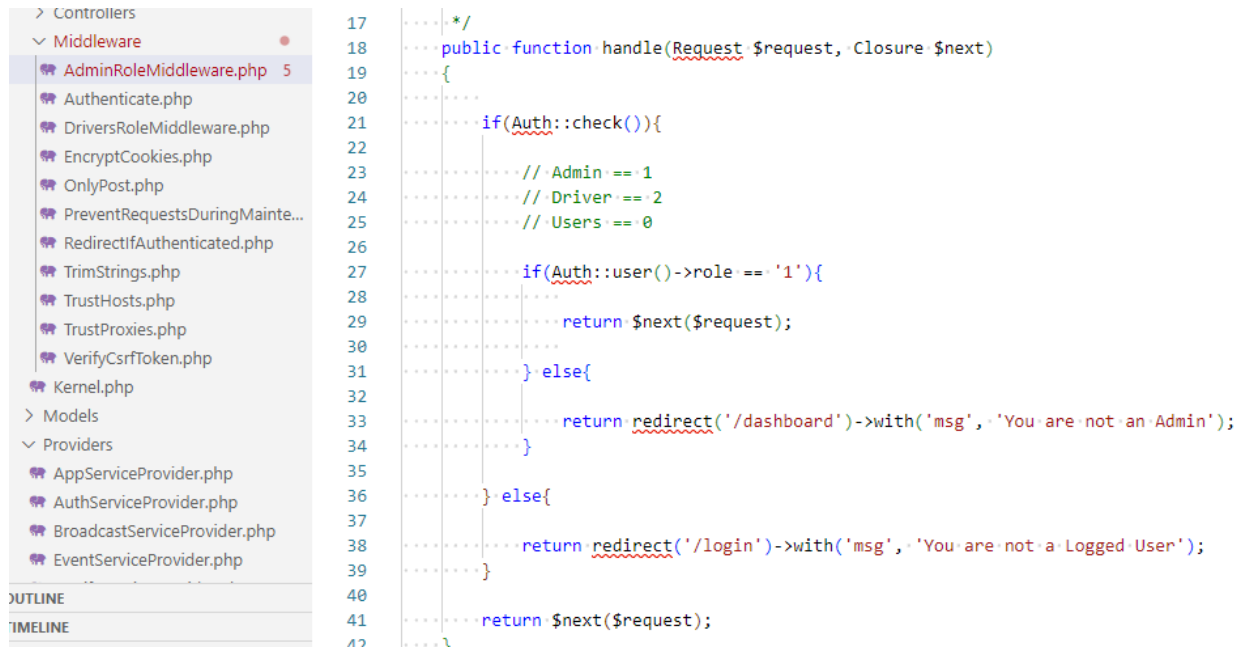 Controllers
Middleware
AdminRoleMiddleware.php 5
Authenticate.php
DriversRoleMiddleware.php
EncryptCookies.php
OnlyPost.php
PreventRequestsDuringMainte...
RedirectIfAuthenticated.php
TrimStrings.php
TrustHosts.php
TrustProxies.php
VerifyCsrfToken.php
Kernel.php
Models
Providers
AppServiceProvider.php
AuthServiceProvider.php
BroadcastServiceProvider.php
EventServiceProvider.php
OUTLINE
TIMELINE
17 */
18 public function handle(Request $request, Closure $next)
19 {
20
21 if(Auth::check()){
22
23 // Admin == 1
24 // Driver == 2
25 // Users == 0
26
27 if(Auth::user()->role == '1'){
28
29 return $next($request);
30
31 } else{
32
33 return redirect('/dashboard')->with('msg', 'You are not an Admin');
34 }
35
36 } else{
37
38 return redirect('/login')->with('msg', 'You are not a Logged User');
39 }
40
41 return $next($request);
42 }